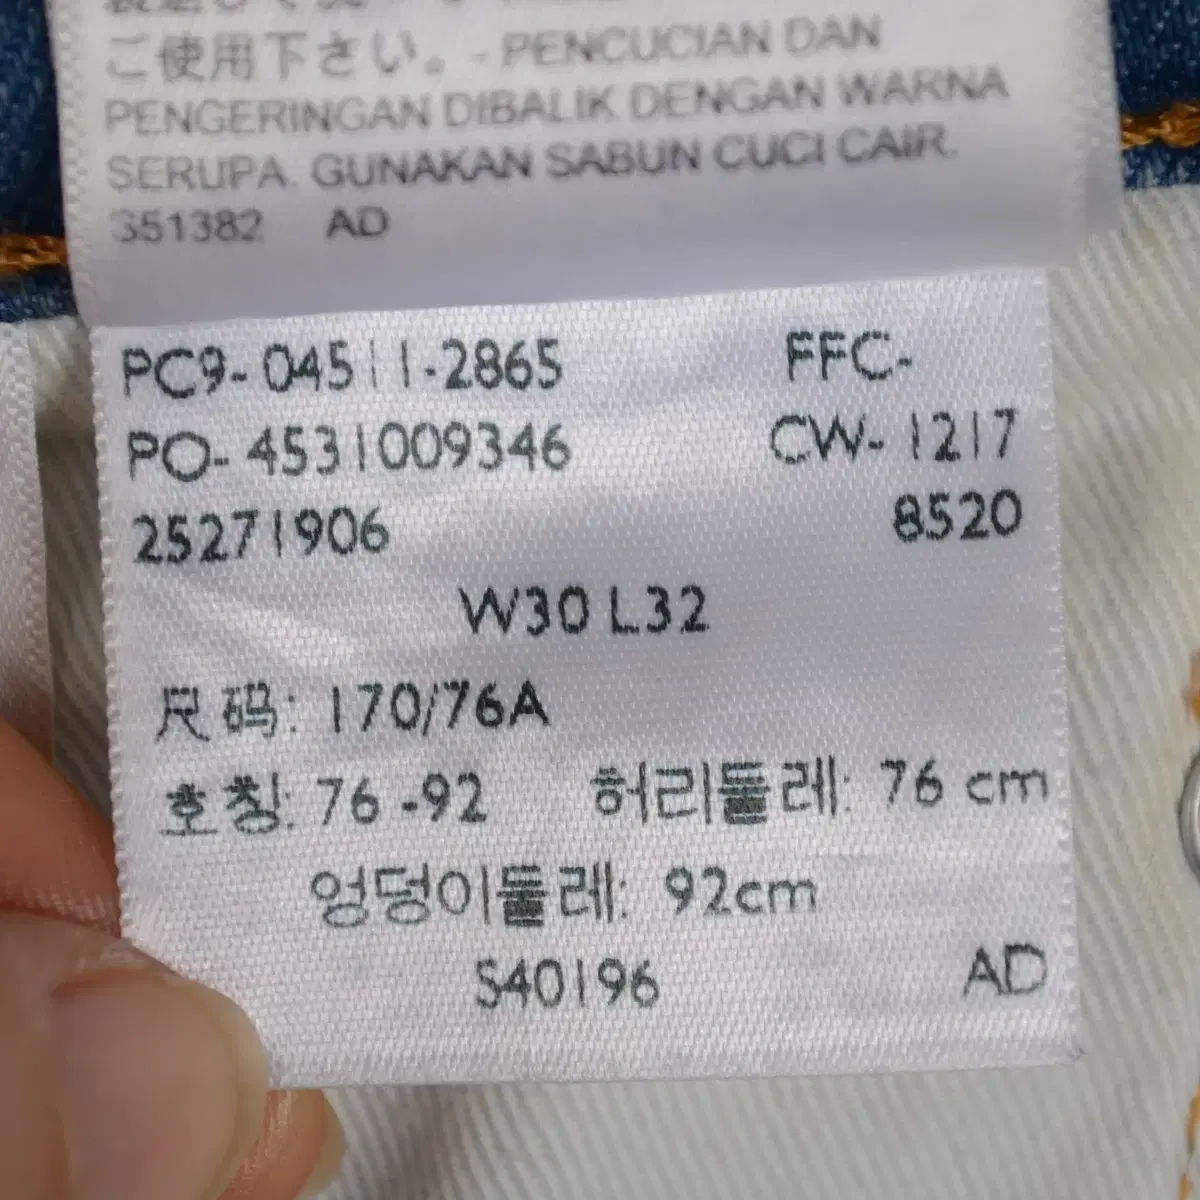 ご使用下さい。- PENCUCIAN DAN
PENGERINGAN DIBALIK DENGAN WARNA
SERUPA. GUNAKAN SABUN CUCI CAIR.
351382 AD
PC9- 04511-2865 FFC-
PO- 4531009346 CW- 1217
25271906 8520
W30 L32
尺码: 170/76A
호칭: 76 -92 허리둘레: 76 cm
엉덩이둘레: 92cm
S40196 AD